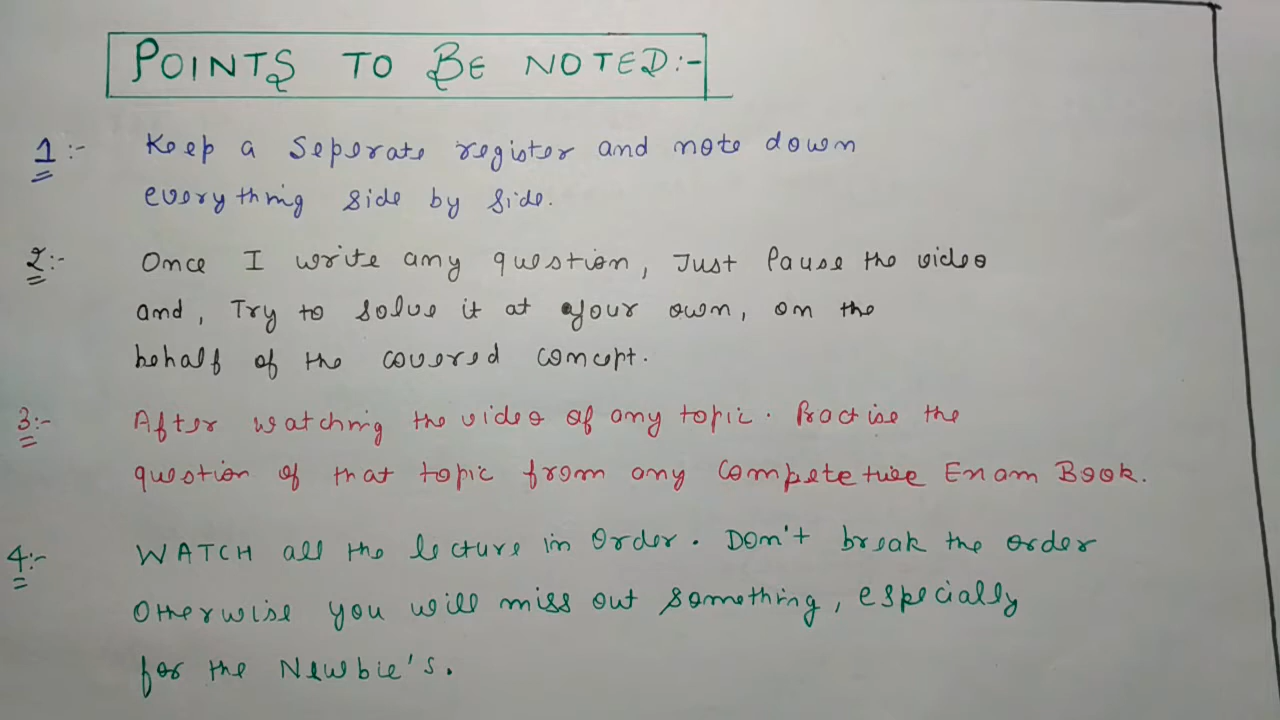 POINTS TO BE NOTED:-
1:- Keep a Seperate register and note down
everything side by side.
2:- Once I write any question, Just Pause the video
and, Try to solve it at your own, on the
behalf of the covered concept.
3:- After watching the video of any topic. Practise the
question of that topic from any Competetive Exam Book.
4:- WATCH all the lecture in Order. Don't break the order
Otherwise you will miss out something, especially
for the Newbie's.